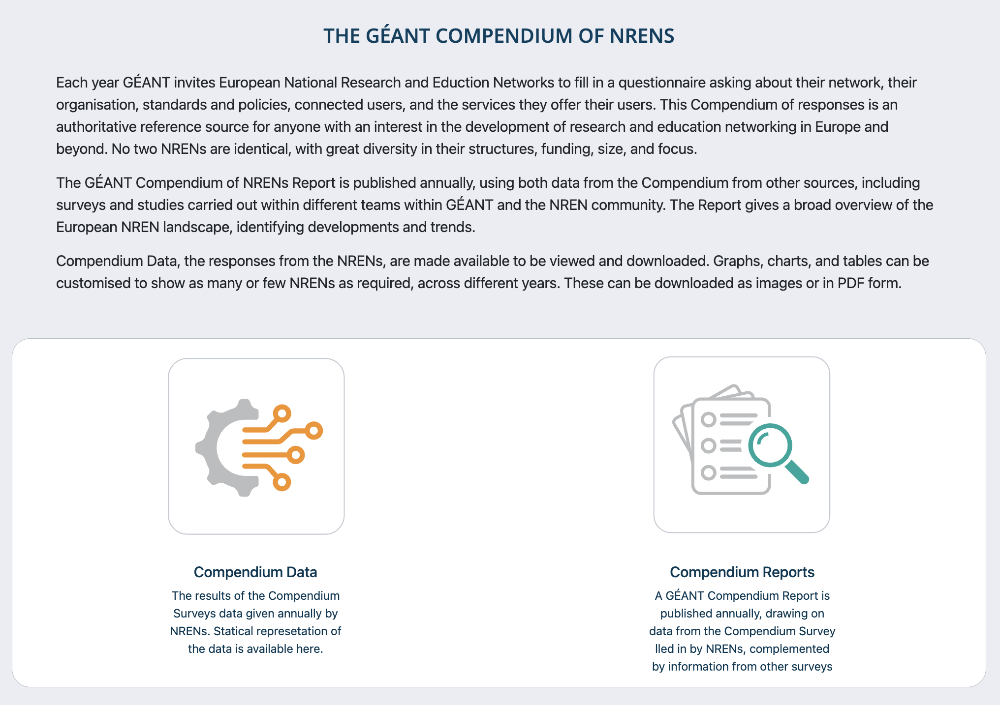 THE GÉANT COMPENDIUM OF NRENS
Each year GÉANT invites European National Research and Eduction Networks to fill in a questionnaire asking about their network, their
organisation, standards and policies, connected users, and the services they offer their users. This Compendium of responses is an
authoritative reference source for anyone with an interest in the development of research and education networking in Europe and
beyond. No two NRENs are identical, with great diversity in their structures, funding, size, and focus.
The GÉANT Compendium of NRENs Report is published annually, using both data from the Compendium from other sources, including
surveys and studies carried out within different teams within GÉANT and the NREN community. The Report gives a broad overview of the
European NREN landscape, identifying developments and trends.
Compendium Data, the responses from the NRENs, are made available to be viewed and downloaded. Graphs, charts, and tables can be
customised to show as many or few NRENs as required, across different years. These can be downloaded as images or in PDF form.
Compendium Data
The results of the Compendium
Surveys data given annually by
NRENs. Statical represetation of
the data is available here.
Compendium Reports
A GÉANT Compendium Report is
published annually, drawing on
data from the Compendium Survey
lled in by NRENs, complemented
by information from other surveys